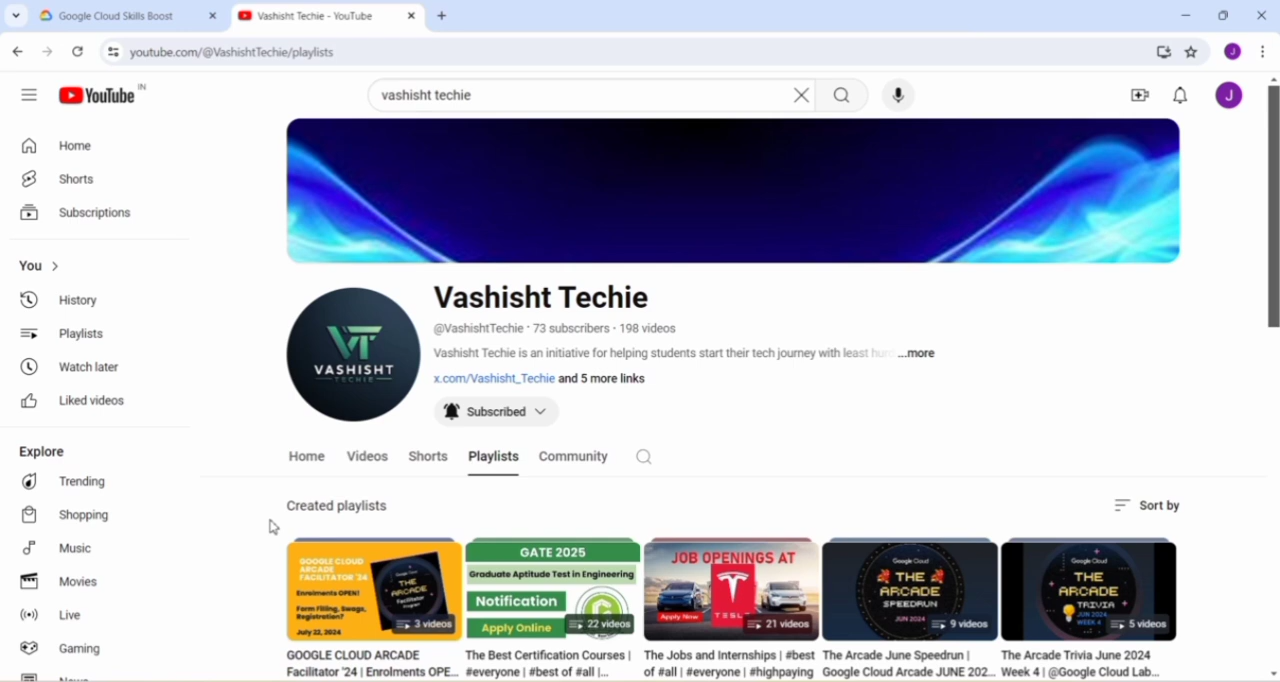 Google Cloud Skills Boost
Vashisht Techie - YouTube
youtube.com/@VashishtTechie/playlists
J
YouTube IN
vashisht techie
J
Home
Shorts
Subscriptions
You
History
Playlists
Watch later
Liked videos
Explore
Trending
Shopping
Music
Movies
Live
Gaming
VT
VASHISHT
TECHIE
Vashisht Techie
@VashishtTechie · 73 subscribers · 198 videos
Vashisht Techie is an initiative for helping students start their tech journey with least ...more
x.com/Vashisht_Techie and 5 more links
Subscribed
Home Videos Shorts Playlists Community
Created playlists
Sort by
GOOGLE CLOUD
ARCADE
FACILITATOR '24
Enrolments OPEN!
Form Filling, Swags,
Registration?
July 22, 2024
THE
ARCADE
Facilitator
3 videos
GOOGLE CLOUD ARCADE
Facilitator '24 | Enrolments OPE...
GATE 2025
Graduate Aptitude Test in Engineering
Notification
Apply Online
22 videos
The Best Certification Courses |
#everyone | #best of #all |...
JOB OPENINGS AT
TESL
Apply Now
21 videos
The Jobs and Internships | #best
of #all | #everyone | #highpaying
Google Cloud
THE
ARCADE
SPEEDRUN
JUN 2024
9 videos
The Arcade June Speedrun |
Google Cloud Arcade JUNE 202...
Google Cloud
THE
ARCADE
TRIVIA
JUN 2024
WEEK 4
5 videos
The Arcade Trivia June 2024
Week 4 | @Google Cloud Lab...